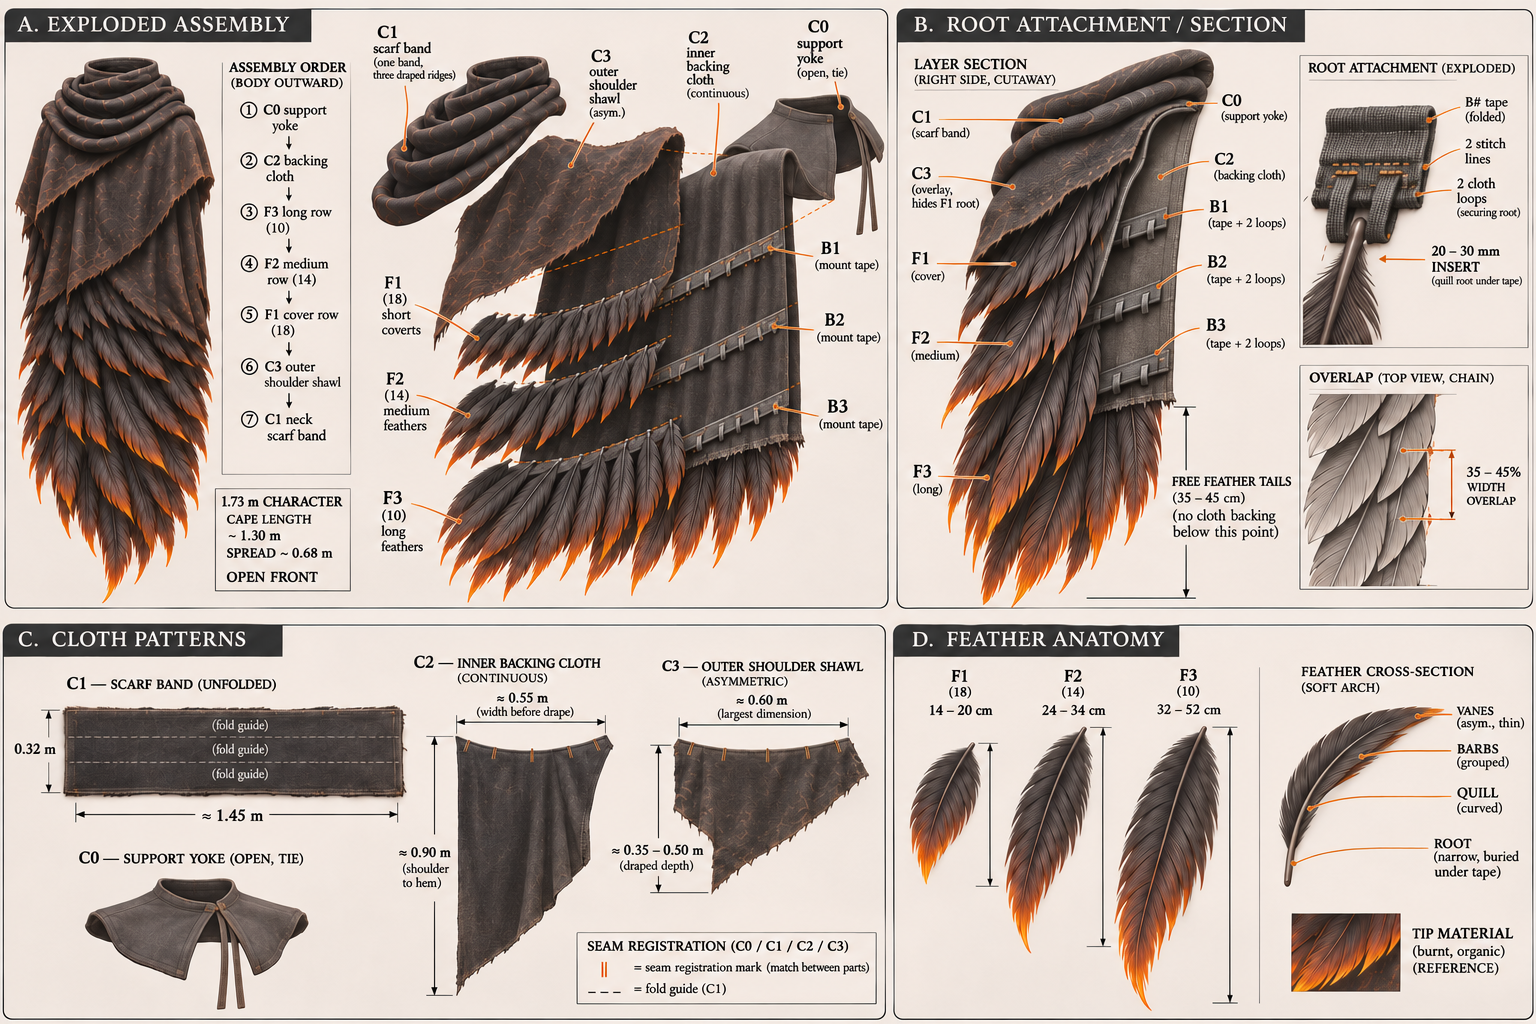 A. EXPLODED ASSEMBLY
ASSEMBLY ORDER
(BODY OUTWARD)
1 C0 support
yoke
2 C2 backing
cloth
3 F3 long row
(10)
4 F2 medium
row (14)
5 F1 cover row
(18)
6 C3 outer
shoulder shawl
7 C1 neck
scarf band
1.73 m CHARACTER
CAPE LENGTH
~ 1.30 m
SPREAD ~ 0.68 m
OPEN FRONT
C1
scarf band
(one band,
three draped ridges)
C3
outer
shoulder
shawl
(asym.)
C2
inner
backing
cloth
(continuous)
C0
support
yoke
(open, tie)
B1
(mount tape)
B2
(mount tape)
B3
(mount tape)
F1
(18)
short
coverts
F2
(14)
medium
feathers
F3
(10)
long
feathers
B. ROOT ATTACHMENT / SECTION
LAYER SECTION
(RIGHT SIDE, CUTAWAY)
C1
(scarf band)
C3
(overlay,
hides F1 root)
F1
(cover)
F2
(medium)
F3
(long)
C0
(support yoke)
C2
(backing cloth)
B1
(tape + 2 loops)
B2
(tape + 2 loops)
B3
(tape + 2 loops)
FREE FEATHER TAILS
(35 – 45 cm)
(no cloth backing
below this point)
ROOT ATTACHMENT (EXPLODED)
B# tape
(folded)
2 stitch
lines
2 cloth
loops
(securing root)
20 – 30 mm
INSERT
(quill root under tape)
OVERLAP (TOP VIEW, CHAIN)
35 – 45%
WIDTH
OVERLAP
C. CLOTH PATTERNS
C1 — SCARF BAND (UNFOLDED)
(fold guide)
(fold guide)
(fold guide)
0.32 m
≈ 1.45 m
C0 — SUPPORT YOKE (OPEN, TIE)
C2 — INNER BACKING CLOTH
(CONTINUOUS)
≈ 0.55 m
(width before drape)
≈ 0.90 m
(shoulder
to hem)
C3 — OUTER SHOULDER SHAWL
(ASYMMETRIC)
≈ 0.60 m
(largest dimension)
≈ 0.35 – 0.50 m
(draped depth)
SEAM REGISTRATION (C0 / C1 / C2 / C3)
= seam registration mark (match between parts)
= fold guide (C1)
D. FEATHER ANATOMY
F1
(18)
14 – 20 cm
F2
(14)
24 – 34 cm
F3
(10)
32 – 52 cm
FEATHER CROSS-SECTION
(SOFT ARCH)
VANES
(asym., thin)
BARBS
(grouped)
QUILL
(curved)
ROOT
(narrow, buried
under tape)
TIP MATERIAL
(burnt, organic)
(REFERENCE)